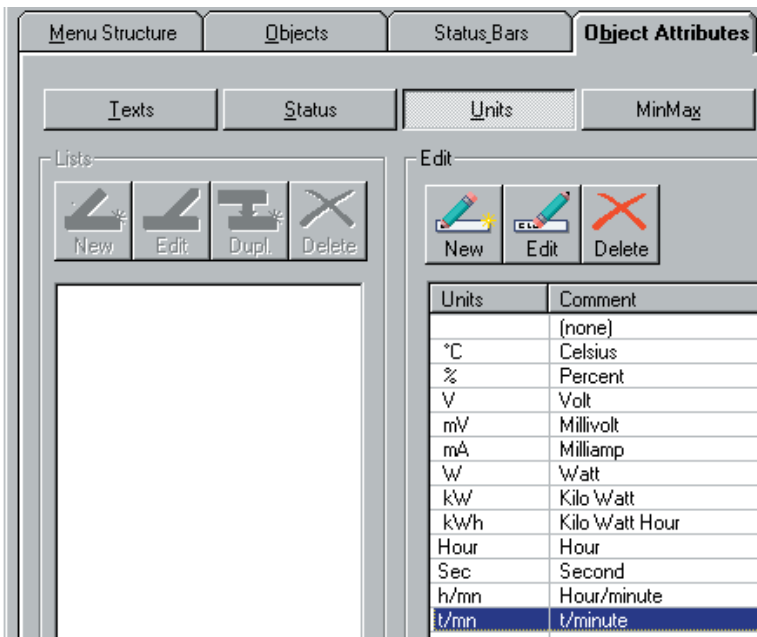 Menu Structure Objects Status_Bars Object Attributes
Texts Status Units MinMax
Lists Edit
New Edit Dupl. Delete New Edit Delete
Units Comment
(none)
°C Celsius
% Percent
V Volt
mV Millivolt
mA Milliamp
W Watt
kW Kilo Watt
kWh Kilo Watt Hour
Hour Hour
Sec Second
h/mn Hour/minute
t/mn t/minute